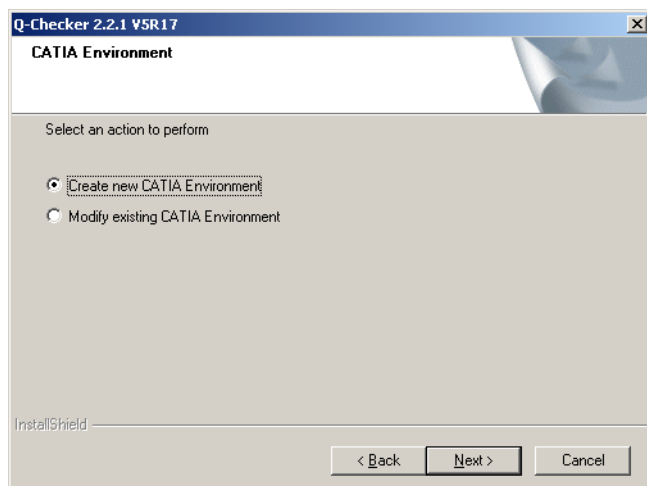 Q-Checker 2.2.1 V5R17
CATIA Environment
Select an action to perform
Create new CATIA Environment
Modify existing CATIA Environment
InstallShield
< Back
Next >
Cancel